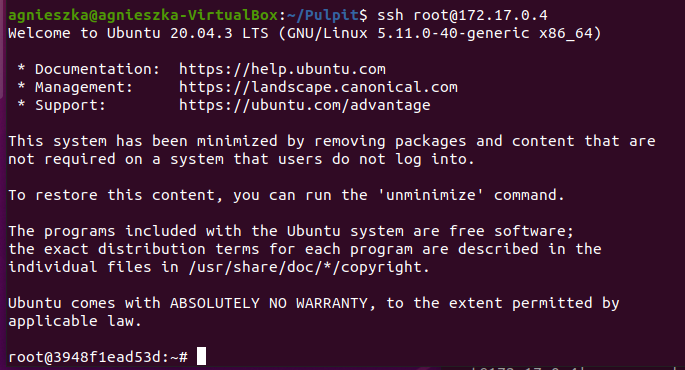 agnieszka@agnieszka-VirtualBox:~/Pulpit$ ssh root@172.17.0.4
Welcome to Ubuntu 20.04.3 LTS (GNU/Linux 5.11.0-40-generic x86_64)

 * Documentation:  https://help.ubuntu.com
 * Management:     https://landscape.canonical.com
 * Support:        https://ubuntu.com/advantage

This system has been minimized by removing packages and content that are
not required on a system that users do not log into.

To restore this content, you can run the 'unminimize' command.

The programs included with the Ubuntu system are free software;
the exact distribution terms for each program are described in the
individual files in /usr/share/doc/*/copyright.

Ubuntu comes with ABSOLUTELY NO WARRANTY, to the extent permitted by
applicable law.

root@3948f1ead53d:~#